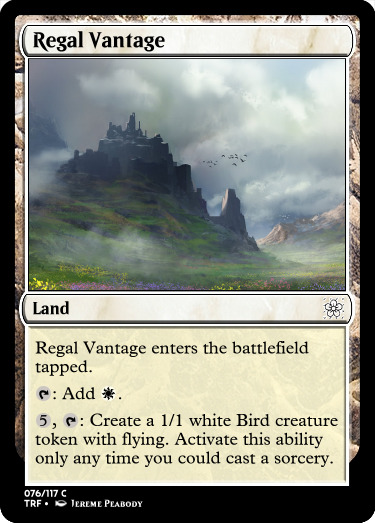 Regal Vantage
Land
Regal Vantage enters the battlefield
tapped.
: Add .
5, : Create a 1/1 white Bird creature
token with flying. Activate this ability
only any time you could cast a sorcery.
076/117 C
TRF • Jereme Peabody